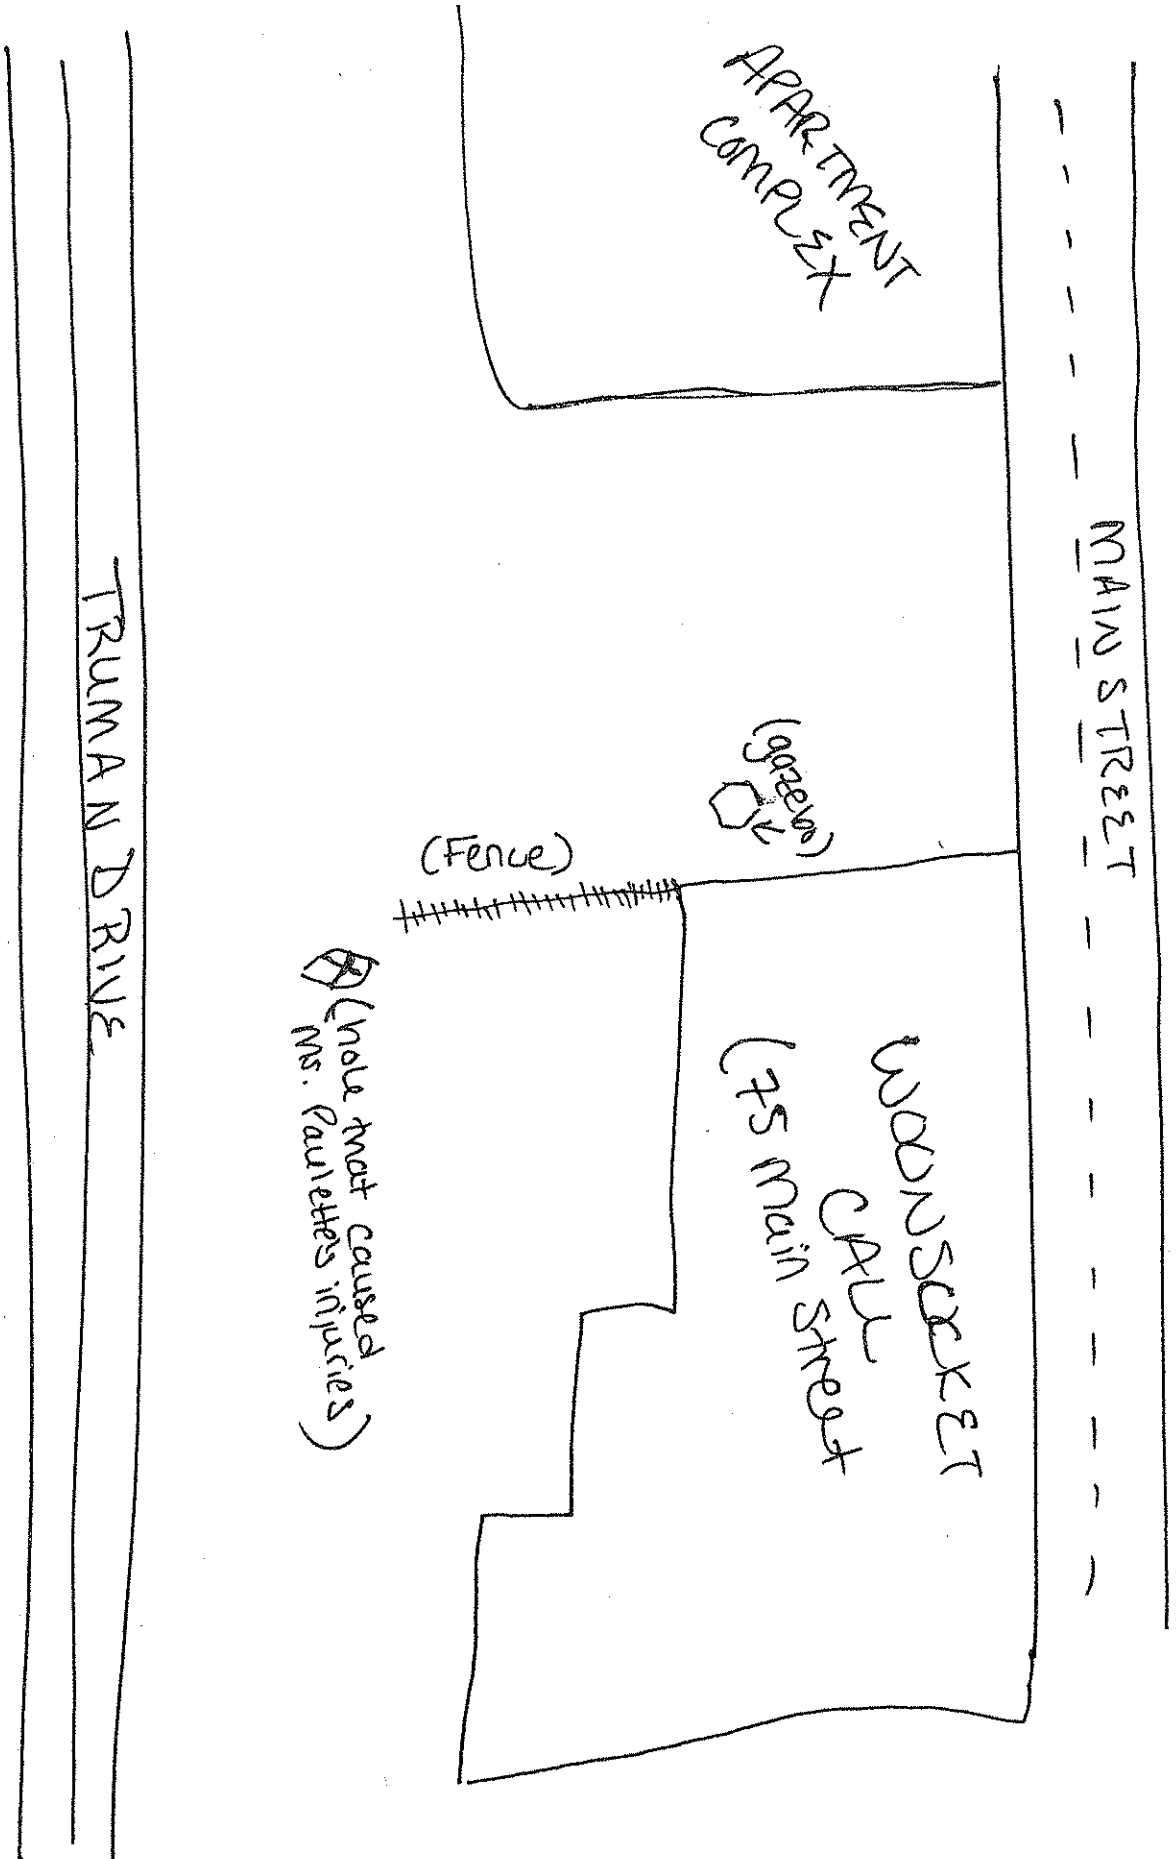 APARTMENT
COMPLEX
MAIN STREET
(gazebo)
(Fence)
WOONSOCKET
CALL
(75 Main Street
(hole that caused
Ms. Paulette's injuries)
TRUMAN DRIVE